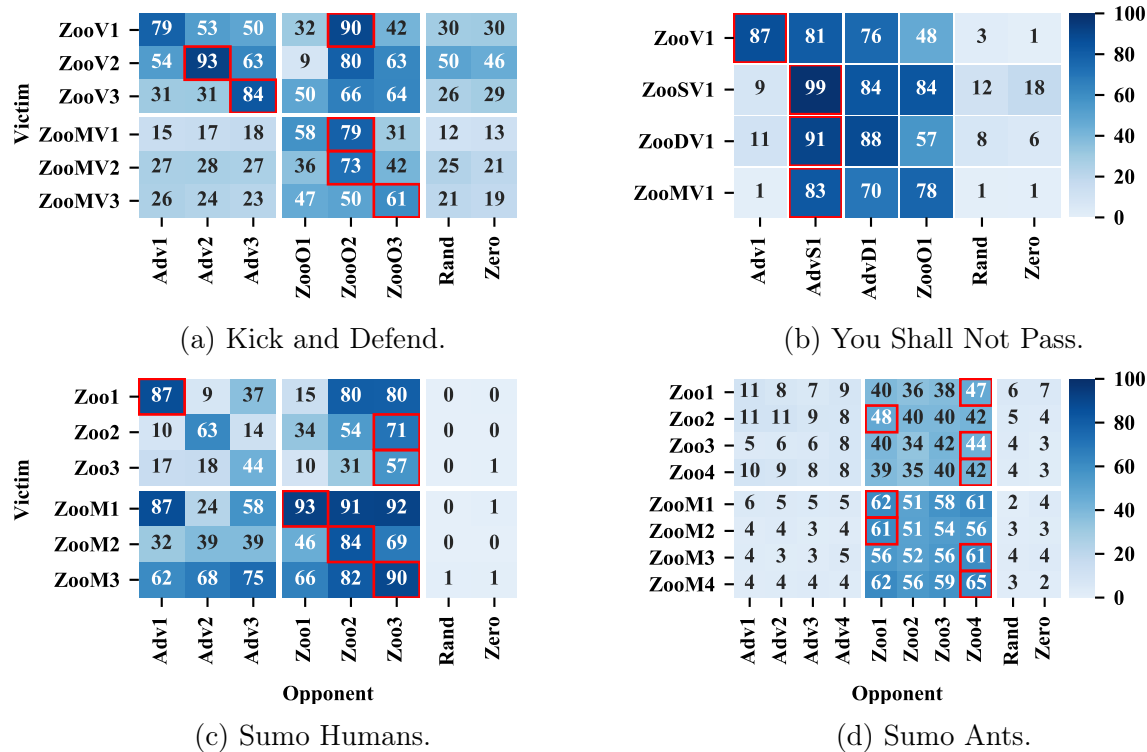 Victim
ZooV1 79 53 50 32 90 42 30 30
ZooV2 54 93 63 9 80 63 50 46
ZooV3 31 31 84 50 66 64 26 29
ZooMV1 15 17 18 58 79 31 12 13
ZooMV2 27 28 27 36 73 42 25 21
ZooMV3 26 24 23 47 50 61 21 19
Adv1 Adv2 Adv3 ZooO1 ZooO2 ZooO3 Rand Zero
(a) Kick and Defend.
ZooV1 87 81 76 48 3 1
ZooSV1 9 99 84 84 12 18
ZooDV1 11 91 88 57 8 6
ZooMV1 1 83 70 78 1 1
Adv1 AdvS1 AdvD1 ZooO1 Rand Zero
100
80
60
40
20
0
(b) You Shall Not Pass.
Victim
Zoo1 87 9 37 15 80 80 0 0
Zoo2 10 63 14 34 54 71 0 0
Zoo3 17 18 44 10 31 57 0 1
ZooM1 87 24 58 93 91 92 0 1
ZooM2 32 39 39 46 84 69 0 0
ZooM3 62 68 75 66 82 90 1 1
Adv1 Adv2 Adv3 Zoo1 Zoo2 Zoo3 Rand Zero
Opponent
(c) Sumo Humans.
Zoo1 11 8 7 9 40 36 38 47 6 7
Zoo2 11 11 9 8 48 40 40 42 5 4
Zoo3 5 6 6 8 40 34 42 44 4 3
Zoo4 10 9 8 8 39 35 40 42 4 3
ZooM1 6 5 5 5 62 51 58 61 2 4
ZooM2 4 4 3 4 61 51 54 56 3 3
ZooM3 4 3 3 5 56 52 56 61 4 4
ZooM4 4 4 4 4 62 56 59 65 3 2
Adv1 Adv2 Adv3 Adv4 Zoo1 Zoo2 Zoo3 Zoo4 Rand Zero
100
80
60
40
20
0
Opponent
(d) Sumo Ants.